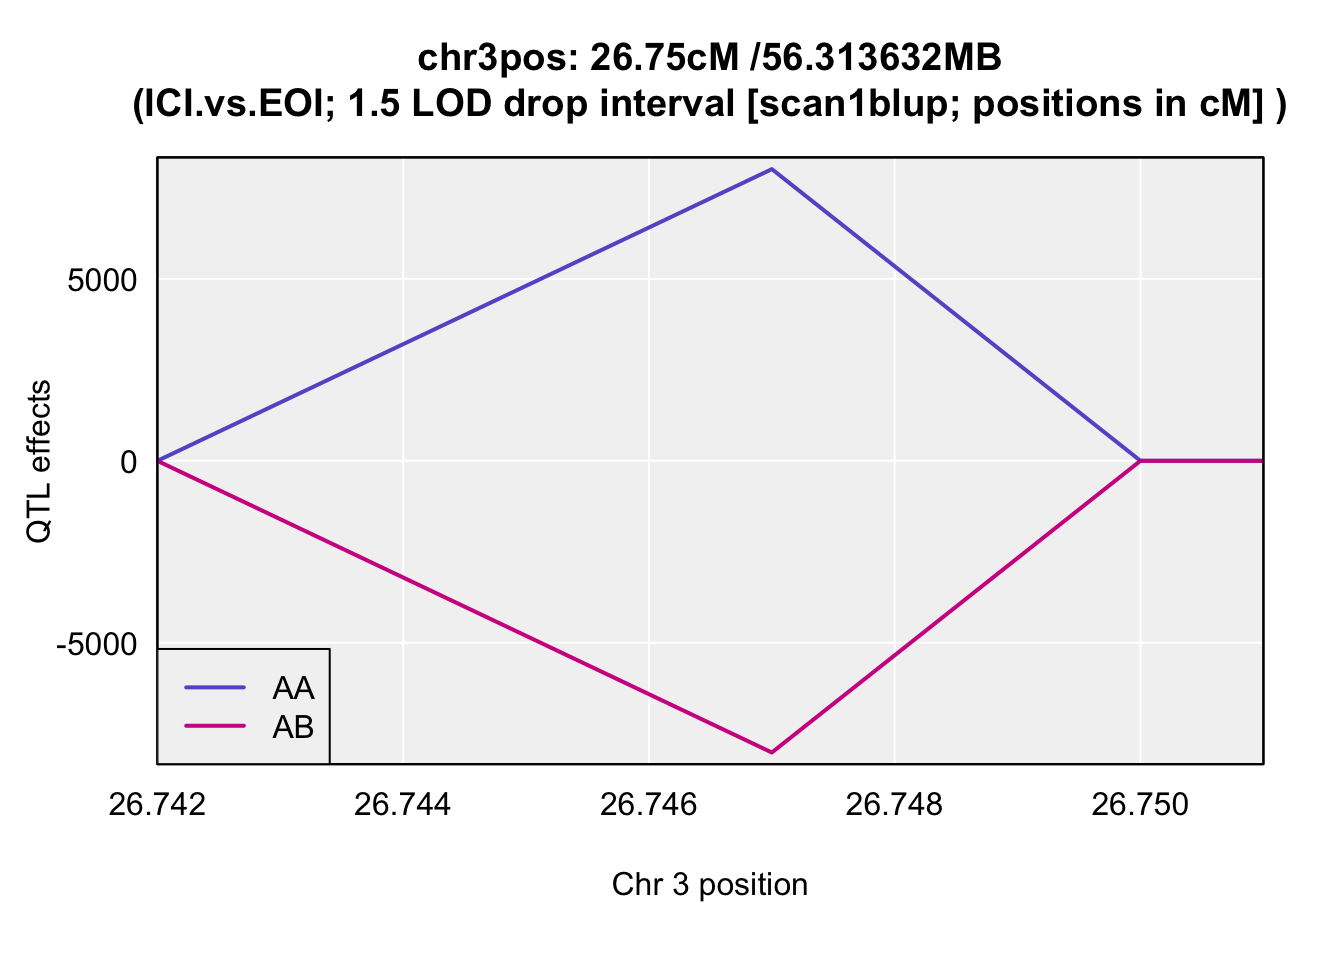 chr3pos: 26.75cM /56.313632MB
(ICI.vs.EOI; 1.5 LOD drop interval [scan1blup; positions in cM] )
QTL effects
5000
0
-5000
AA
AB
26.742
26.744
26.746
26.748
26.750
Chr 3 position